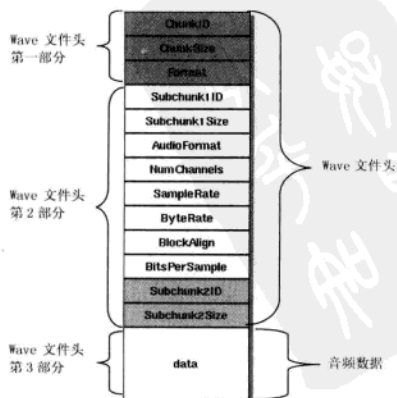 Wave 文件头
第一部分
ChunkID
ChunkSize
Format
Wave 文件头
第 2 部分
Subchunk1ID
Subchunk1Size
AudioFormat
NumChannels
SampleRate
ByteRate
BlockAlign
BitsPerSample
Subchunk2ID
Subchunk2Size
Wave 文件头
Wave 文件头
第 3 部分
data
音频数据